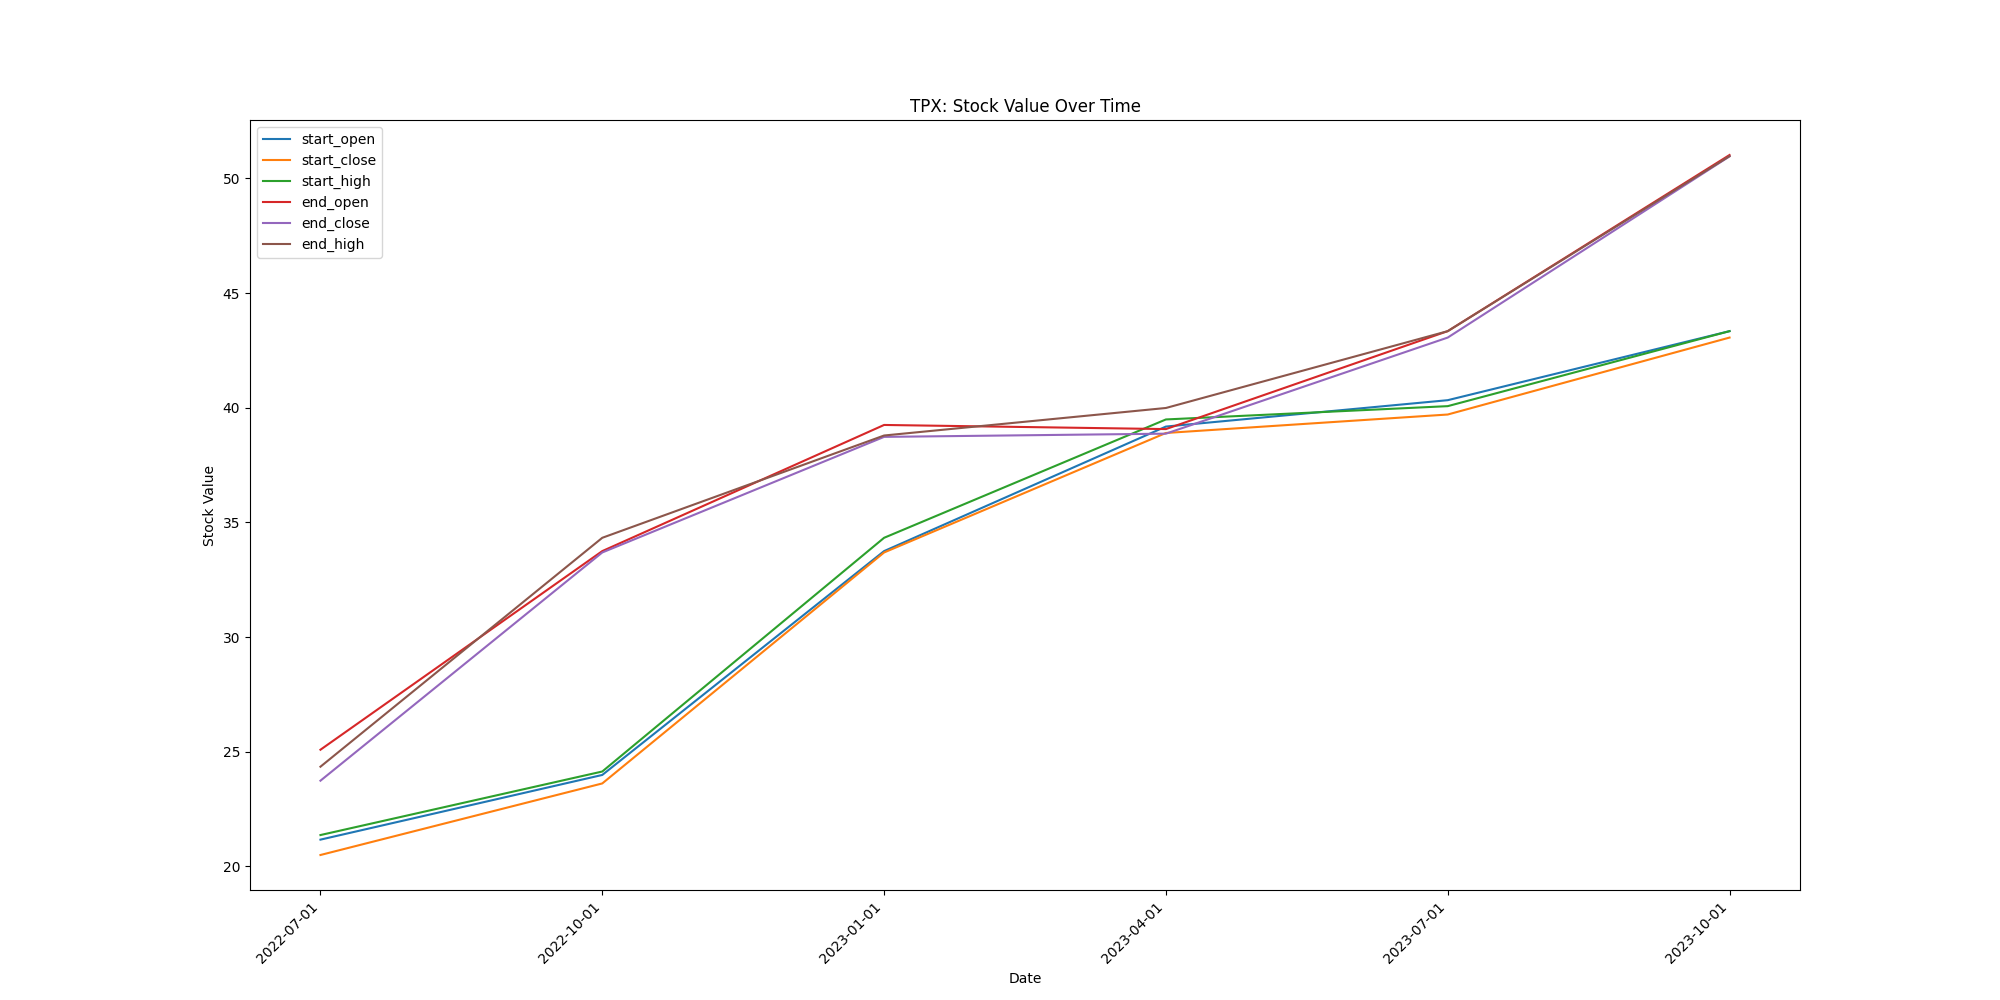 TPX: Stock Value Over Time
start_open
start_close
start_high
end_open
end_close
end_high
50
45
40
35
30
25
20
Stock Value
2022-07-01
2022-10-01
2023-01-01
2023-04-01
2023-07-01
2023-10-01
Date